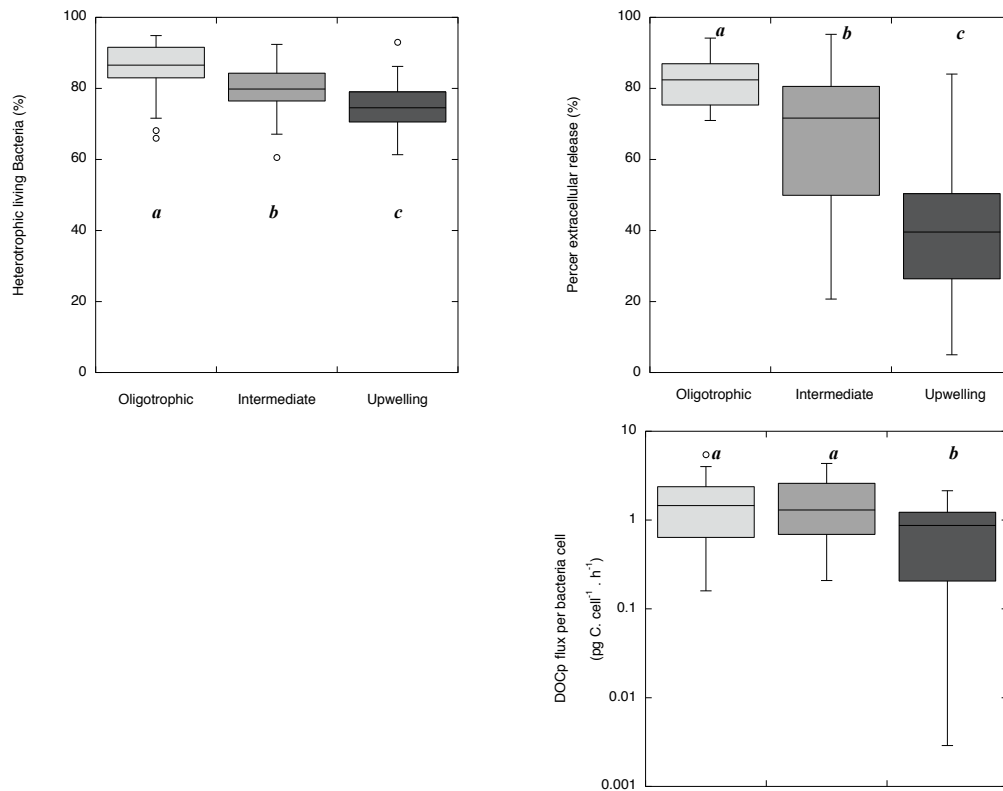 100
80
60
40
20
0
Heterotrophic living Bacteria (%)
a
b
c
Oligotrophic
Intermediate
Upwelling
100
80
60
40
20
0
Percer extracellular release (%)
a
b
c
Oligotrophic
Intermediate
Upwelling
10
1
0.1
0.01
0.001
DOCp flux per bacteria cell
(pg C. cell⁻¹ . h⁻¹)
a
a
b